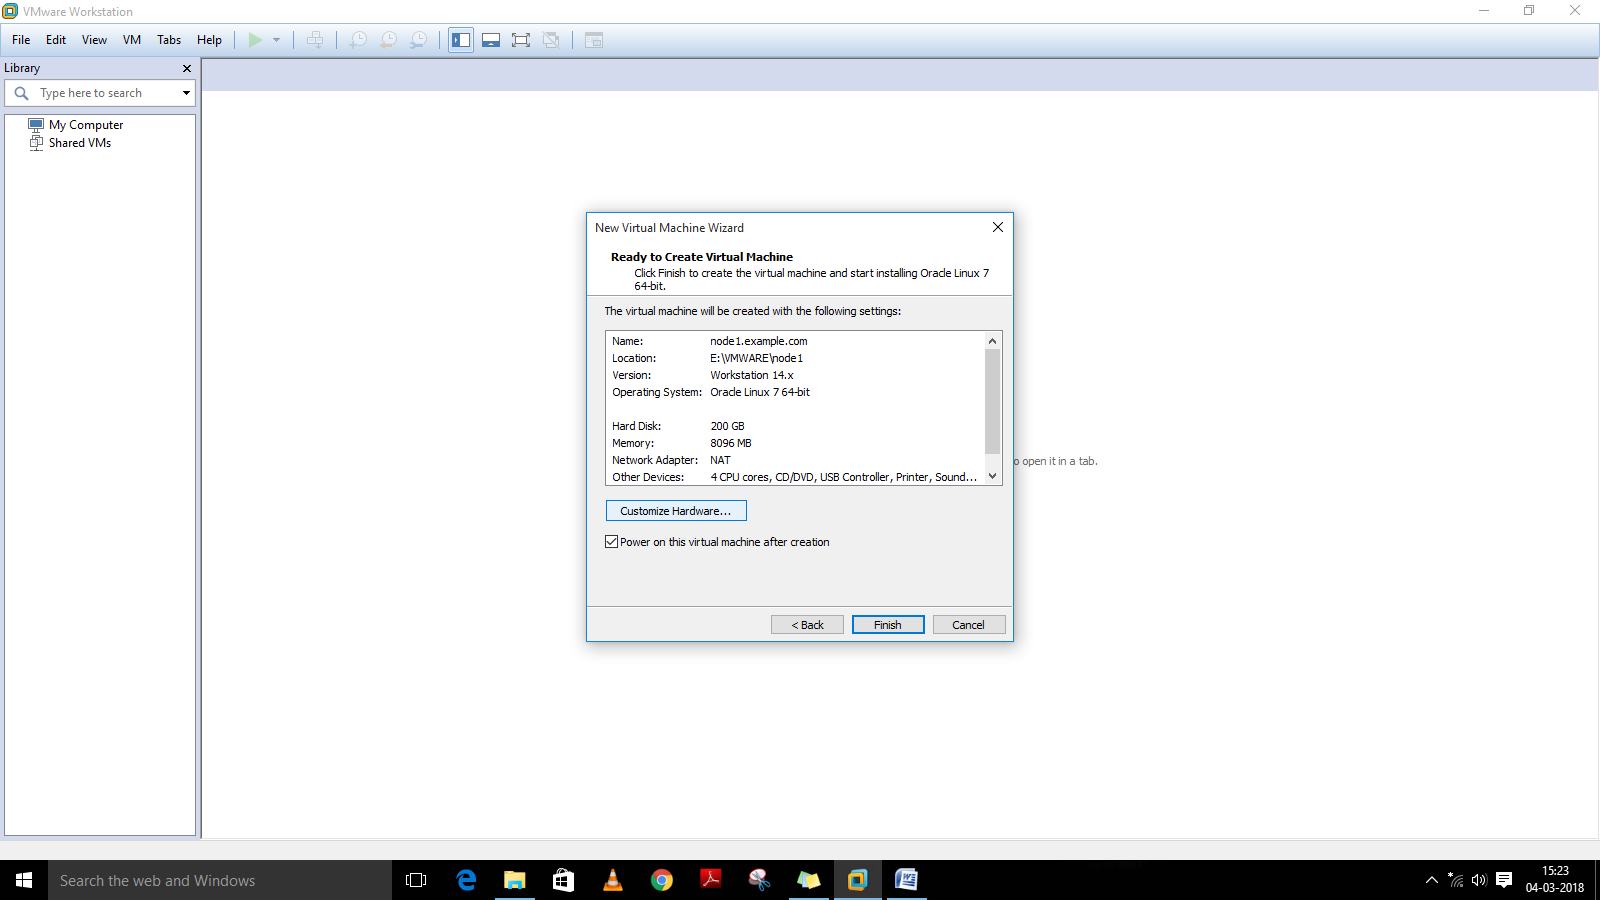 VMware Workstation
File Edit View VM Tabs Help
Library
Type here to search
My Computer
Shared VMs
New Virtual Machine Wizard
Ready to Create Virtual Machine
Click Finish to create the virtual machine and start installing Oracle Linux 7
64-bit.
The virtual machine will be created with the following settings:
Name: node1.example.com
Location: E:\VMWARE\node1
Version: Workstation 14.x
Operating System: Oracle Linux 7 64-bit
Hard Disk: 200 GB
Memory: 8096 MB
Network Adapter: NAT
Other Devices: 4 CPU cores, CD/DVD, USB Controller, Printer, Sound...
o open it in a tab.
Customize Hardware...
Power on this virtual machine after creation
< Back Finish Cancel
Search the web and Windows
15:23
04-03-2018